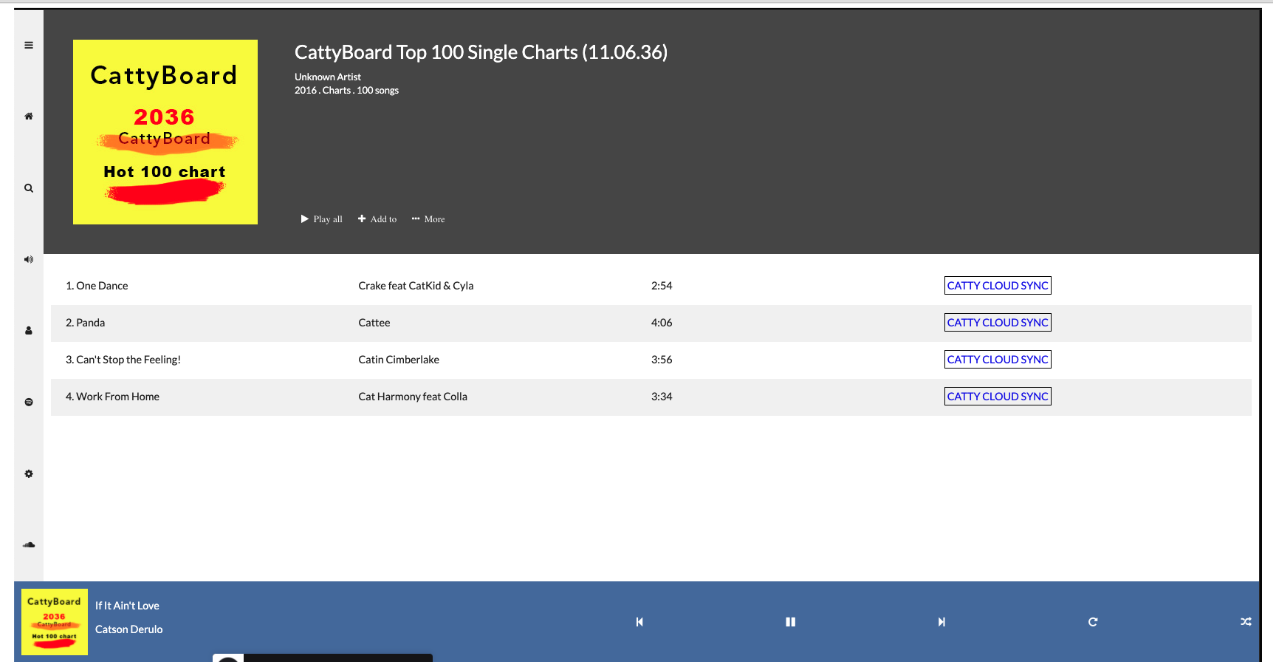 CattyBoard
2036
CattyBoard
Hot 100 chart
CattyBoard Top 100 Single Charts (11.06.36)
Unknown Artist
2016 . Charts . 100 songs
Play all Add to More
1. One Dance Crake feat CatKid & Cyla 2:54 CATTY CLOUD SYNC
2. Panda Cattee 4:06 CATTY CLOUD SYNC
3. Can't Stop the Feeling! Catin Cimberlake 3:56 CATTY CLOUD SYNC
4. Work From Home Cat Harmony feat Colla 3:34 CATTY CLOUD SYNC
CattyBoard
2036
CattyBoard
Hot 100 chart
If It Ain't Love
Catson Derulo